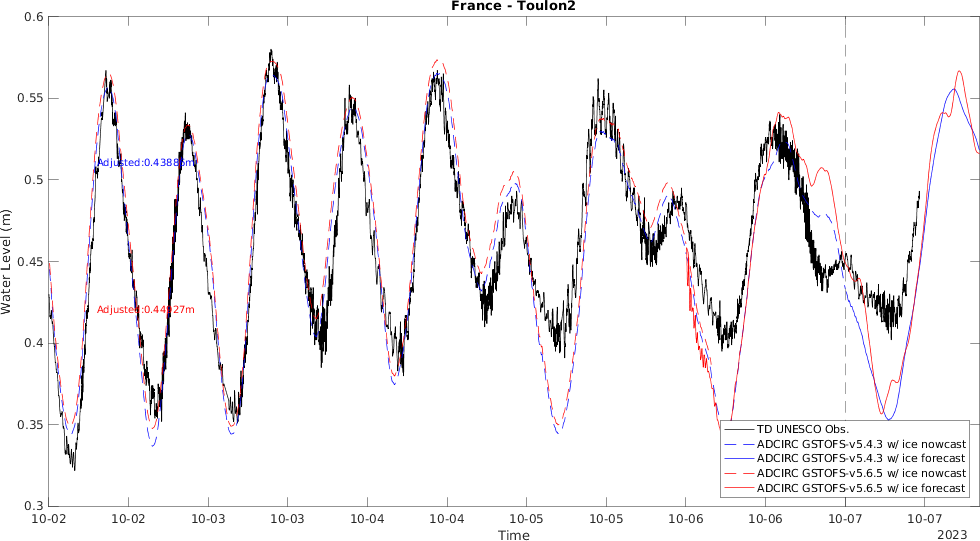 France - Toulon2
0.6
0.55
0.5
0.45
0.4
0.35
0.3
Water Level (m)
Adjusted:0.43886m
Adjusted:0.44927m
TD UNESCO Obs.
ADCIRC GSTOFS-v5.4.3 w/ ice nowcast
ADCIRC GSTOFS-v5.4.3 w/ ice forecast
ADCIRC GSTOFS-v5.6.5 w/ ice nowcast
ADCIRC GSTOFS-v5.6.5 w/ ice forecast
10-02 10-02 10-03 10-03 10-04 10-04 10-05 10-05 10-06 10-06 10-07 10-07
Time
2023